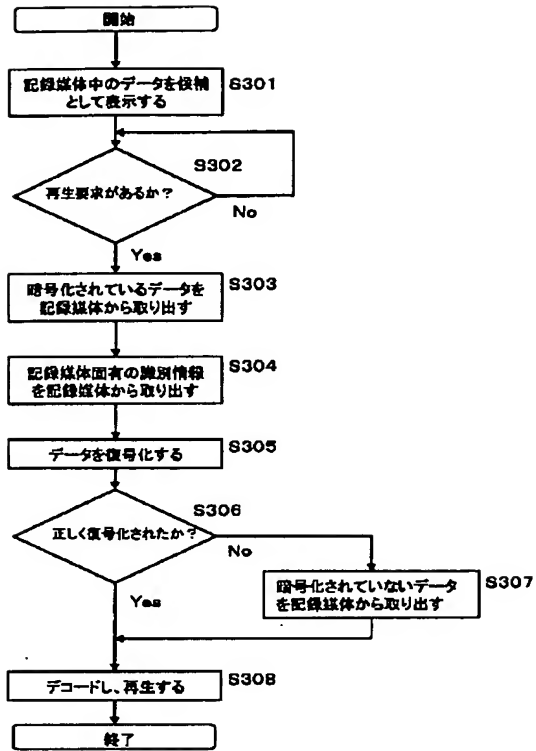 開始
記録媒体中のデータを候補
として表示する
S301
S302
再生要求があるか？
No
Yes
暗号化されているデータを
記録媒体から取り出す
S303
記録媒体固有の識別情報
を記録媒体から取り出す
S304
データを復号化する
S305
S306
正しく復号化されたか？
No
Yes
暗号化されていないデータ
を記録媒体から取り出す
S307
デコードし、再生する
S308
終了